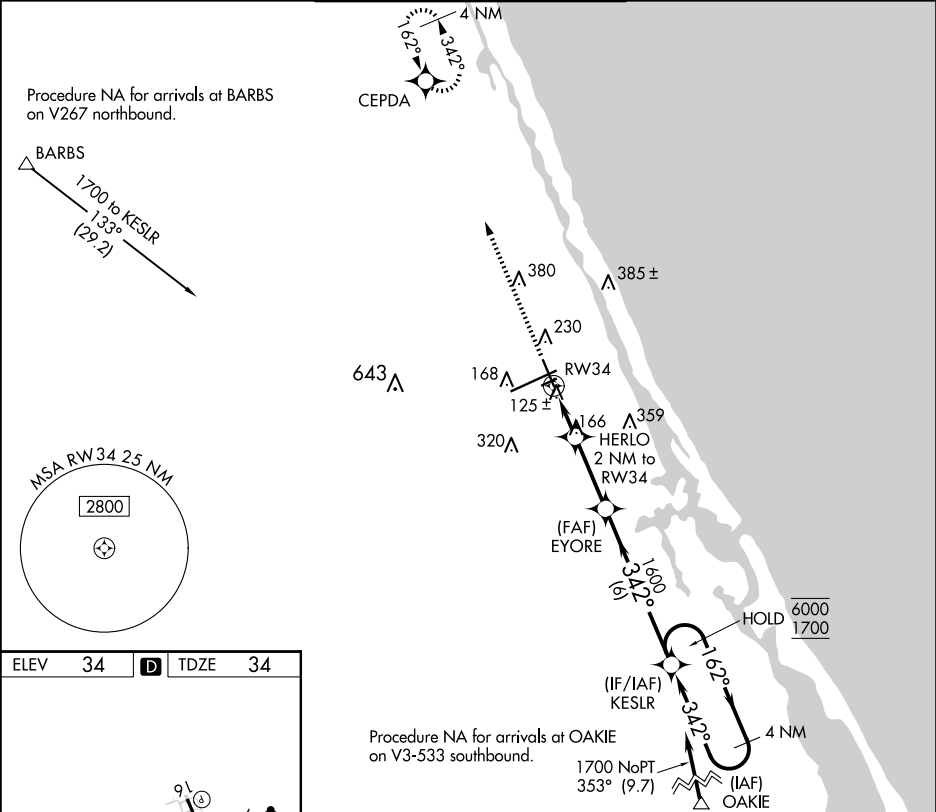 4 NM
162°
342°
CEPDA
Procedure NA for arrivals at BARBS
on V267 northbound.
BARBS
1700 to KESLR
133°
(29.2)
380
385 ±
230
643
168
RW34
125 ±
166
359
320
HERLO
2 NM to
RW34
MSA RW 34 25 NM
2800
(FAF)
EYORE
1600
342°
(6)
HOLD
6000
1700
162°
(IF/IAF)
KESLR
342°
4 NM
Procedure NA for arrivals at OAKIE
on V3-533 southbound.
1700 NoPT
353° (9.7)
(IAF)
OAKIE
ELEV 34 D TDZE 34
16
P